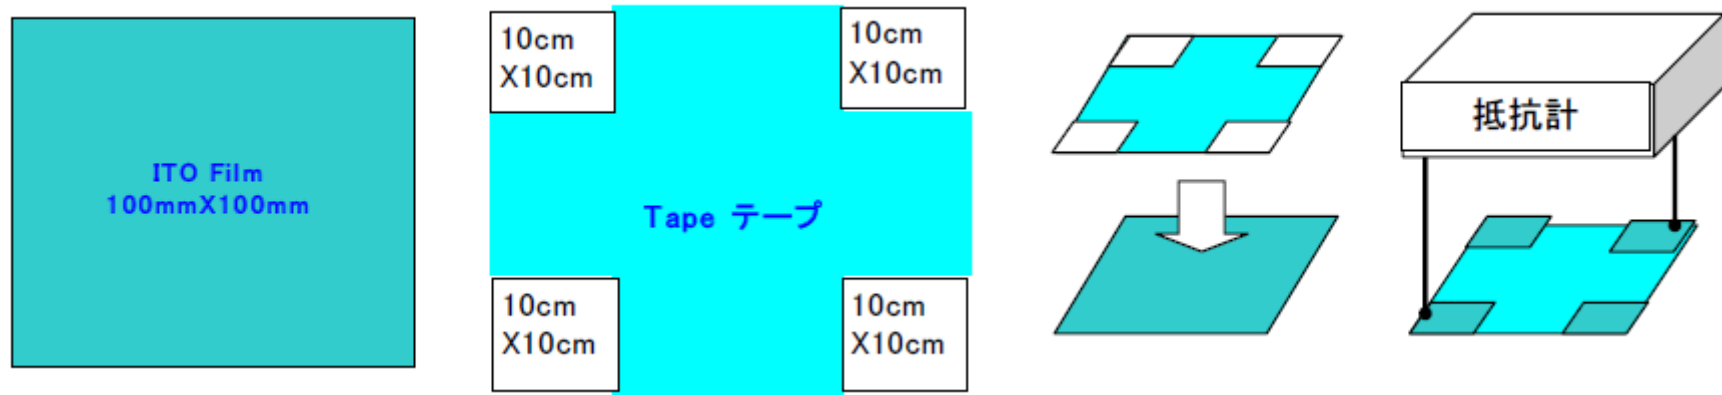 ITO Film
100mmX100mm
10cm
X10cm
10cm
X10cm
Tape テープ
10cm
X10cm
10cm
X10cm
抵抗計